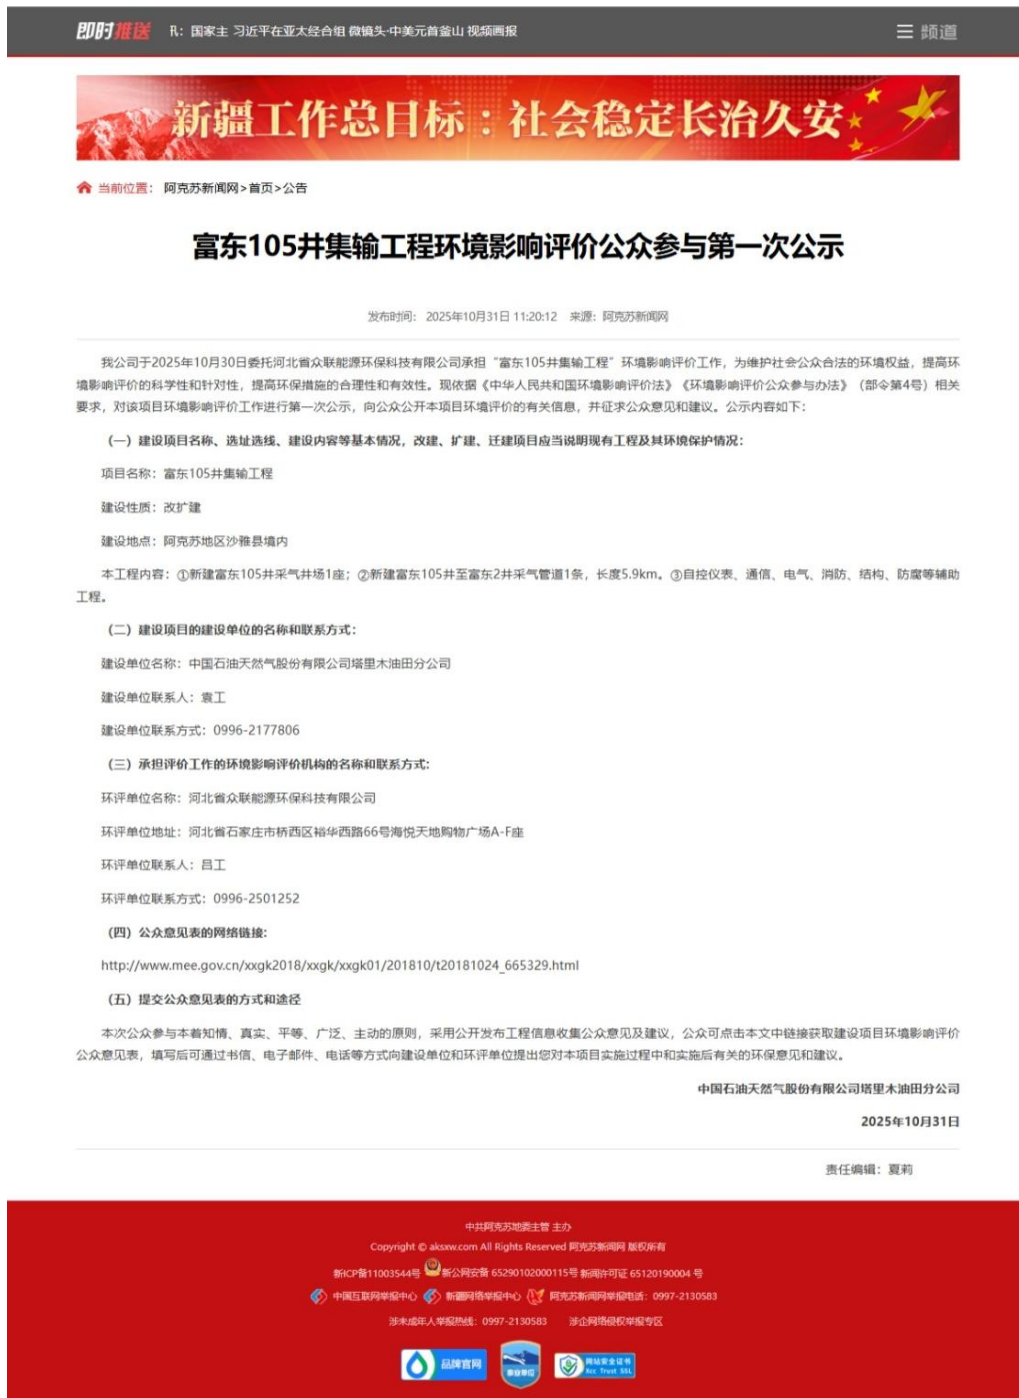 即时推送 R：国家主 习近平在亚太经合组 微镜头·中美元首釜山 视频画报 三 频道
新疆工作总目标：社会稳定长治久安
当前位置： 阿克苏新闻网>首页>公告
富东105井集输工程环境影响评价公众参与第一次公示
发布时间： 2025年10月31日 11:20:12 来源：阿克苏新闻网
我公司于2025年10月30日委托河北省众联能源环保科技有限公司承担“富东105井集输工程”环境影响评价工作，为维护社会公众合法的环境权益，提高环
境影响评价的科学性和针对性，提高环保措施的合理性和有效性。现依据《中华人民共和国环境影响评价法》《环境影响评价公众参与办法》（部令第4号）相关
要求，对该项目环境影响评价工作进行第一次公示，向公众公开本项目环境评价的有关信息，并征求公众意见和建议。公示内容如下：
（一）建设项目名称、选址选线、建设内容等基本情况，改建、扩建、迁建项目应当说明现有工程及其环境保护情况：
项目名称：富东105井集输工程
建设性质：改扩建
建设地点：阿克苏地区沙雅县境内
本工程内容：①新建富东105井采气井场1座；②新建富东105井至富东2井采气管道1条，长度5.9km。③自控仪表、通信、电气、消防、结构、防腐等辅助
工程。
（二）建设项目的建设单位的名称和联系方式：
建设单位名称：中国石油天然气股份有限公司塔里木油田分公司
建设单位联系人：袁工
建设单位联系方式：0996-2177806
（三）承担评价工作的环境影响评价机构的名称和联系方式：
环评单位名称：河北省众联能源环保科技有限公司
环评单位地址：河北省石家庄市桥西区裕华西路66号海悦天地购物广场A-F座
环评单位联系人：吕工
环评单位联系方式：0996-2501252
（四）公众意见表的网络链接：
http://www.mee.gov.cn/xxgk2018/xxgk/xxgk01/201810/t20181024_665329.html
（五）提交公众意见表的方式和途径
本次公众参与本着知情、真实、平等、广泛、主动的原则，采用公开发布工程信息收集公众意见及建议，公众可点击本文中链接获取建设项目环境影响评价
公众意见表，填写后可通过书信、电子邮件、电话等方式向建设单位和环评单位提出您对本项目实施过程中和实施后有关的环保意见和建议。
中国石油天然气股份有限公司塔里木油田分公司
2025年10月31日
责任编辑：夏莉
中共阿克苏地委主管 主办
Copyright © aksxw.com All Rights Reserved 阿克苏新闻网 版权所有
新ICP备11003544号 新公网安备 65290102000115号 新闻许可证 65120190004 号
中国互联网举报中心 新疆网络举报中心 阿克苏新闻网举报电话：0997-2130583
涉未成年人举报热线：0997-2130583 涉企网络侵权举报专区
品牌官网 事业单位 网站安全证书
Xcc Trust SSL